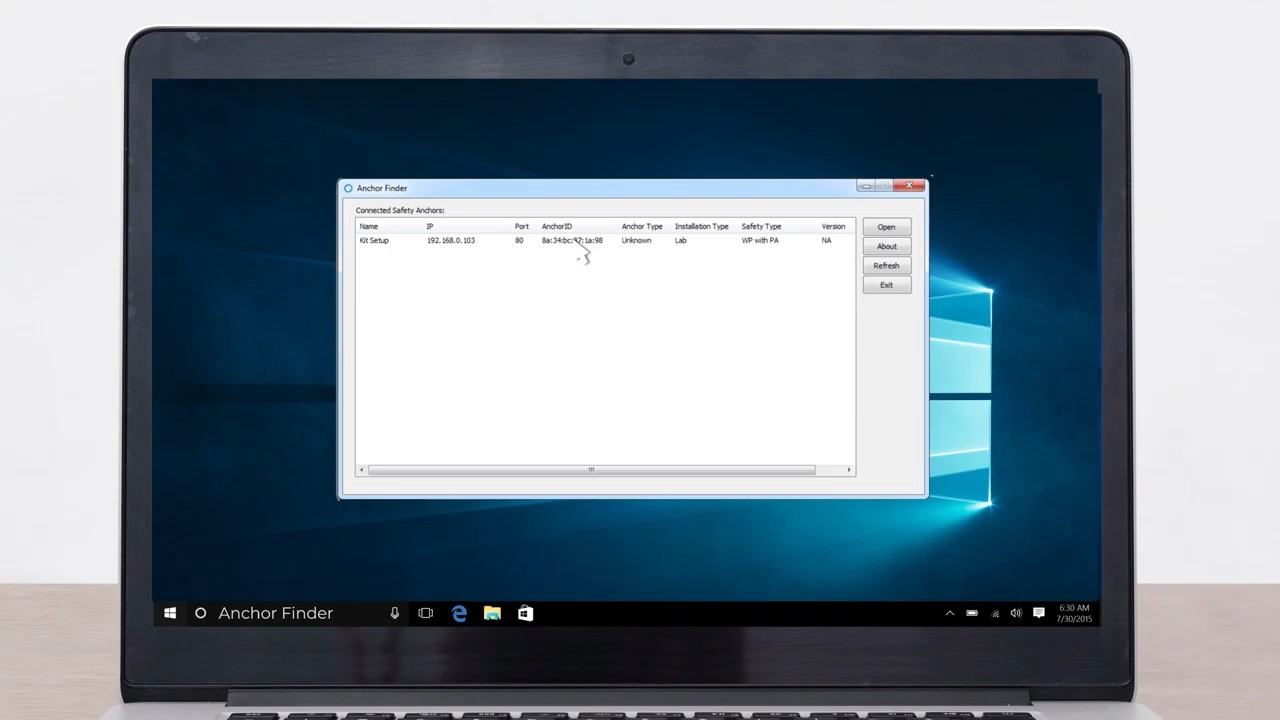 Anchor Finder
Connected Safety Anchors:
Name IP Port AnchorID Anchor Type Installation Type Safety Type Version
Kit Setup 192.168.0.103 80 Unknown Lab WP with PA NA
Open
About
Refresh
Exit
Anchor Finder
6:30 AM
7/30/2015